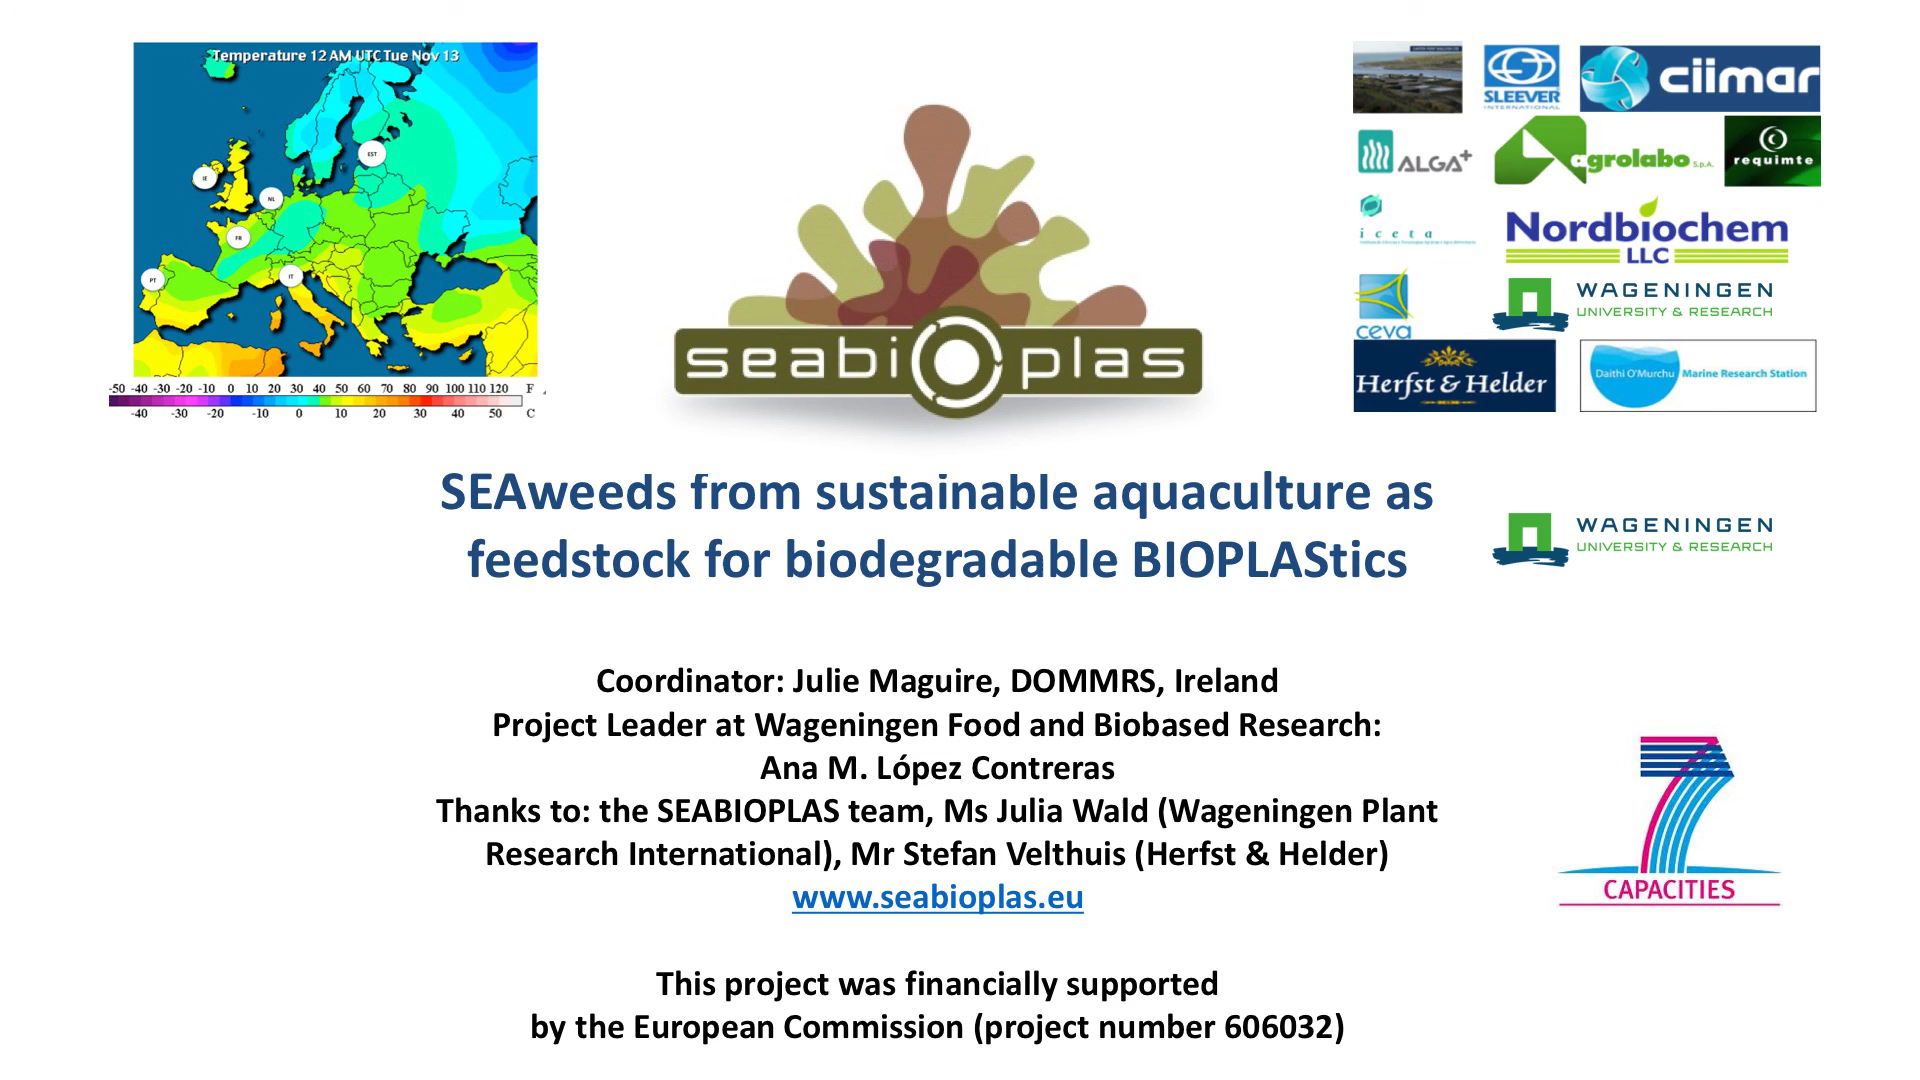 Temperature 12 AM UTC Tue Nov 13
EST
IE
NL
FR
PT
IT
-50 -40 -30 -20 -10 0 10 20 30 40 50 60 70 80 90 100 110 120 F
-40 -30 -20 -10 0 10 20 30 40 50 C
seabioplas
SLEEVER
INTERNATIONAL
ciimar
ALGA+
agrolabo S.p.A.
requimte
iceta
Nordbiochem
LLC
ceva
WAGENINGEN
UNIVERSITY & RESEARCH
Herfst & Helder
Daithi O'Murchu Marine Research Station
SEAweeds from sustainable aquaculture as
feedstock for biodegradable BIOPLAStics
WAGENINGEN
UNIVERSITY & RESEARCH
Coordinator: Julie Maguire, DOMMRS, Ireland
Project Leader at Wageningen Food and Biobased Research:
Ana M. López Contreras
Thanks to: the SEABIOPLAS team, Ms Julia Wald (Wageningen Plant
Research International), Mr Stefan Velthuis (Herfst & Helder)
www.seabioplas.eu
CAPACITIES
This project was financially supported
by the European Commission (project number 606032)